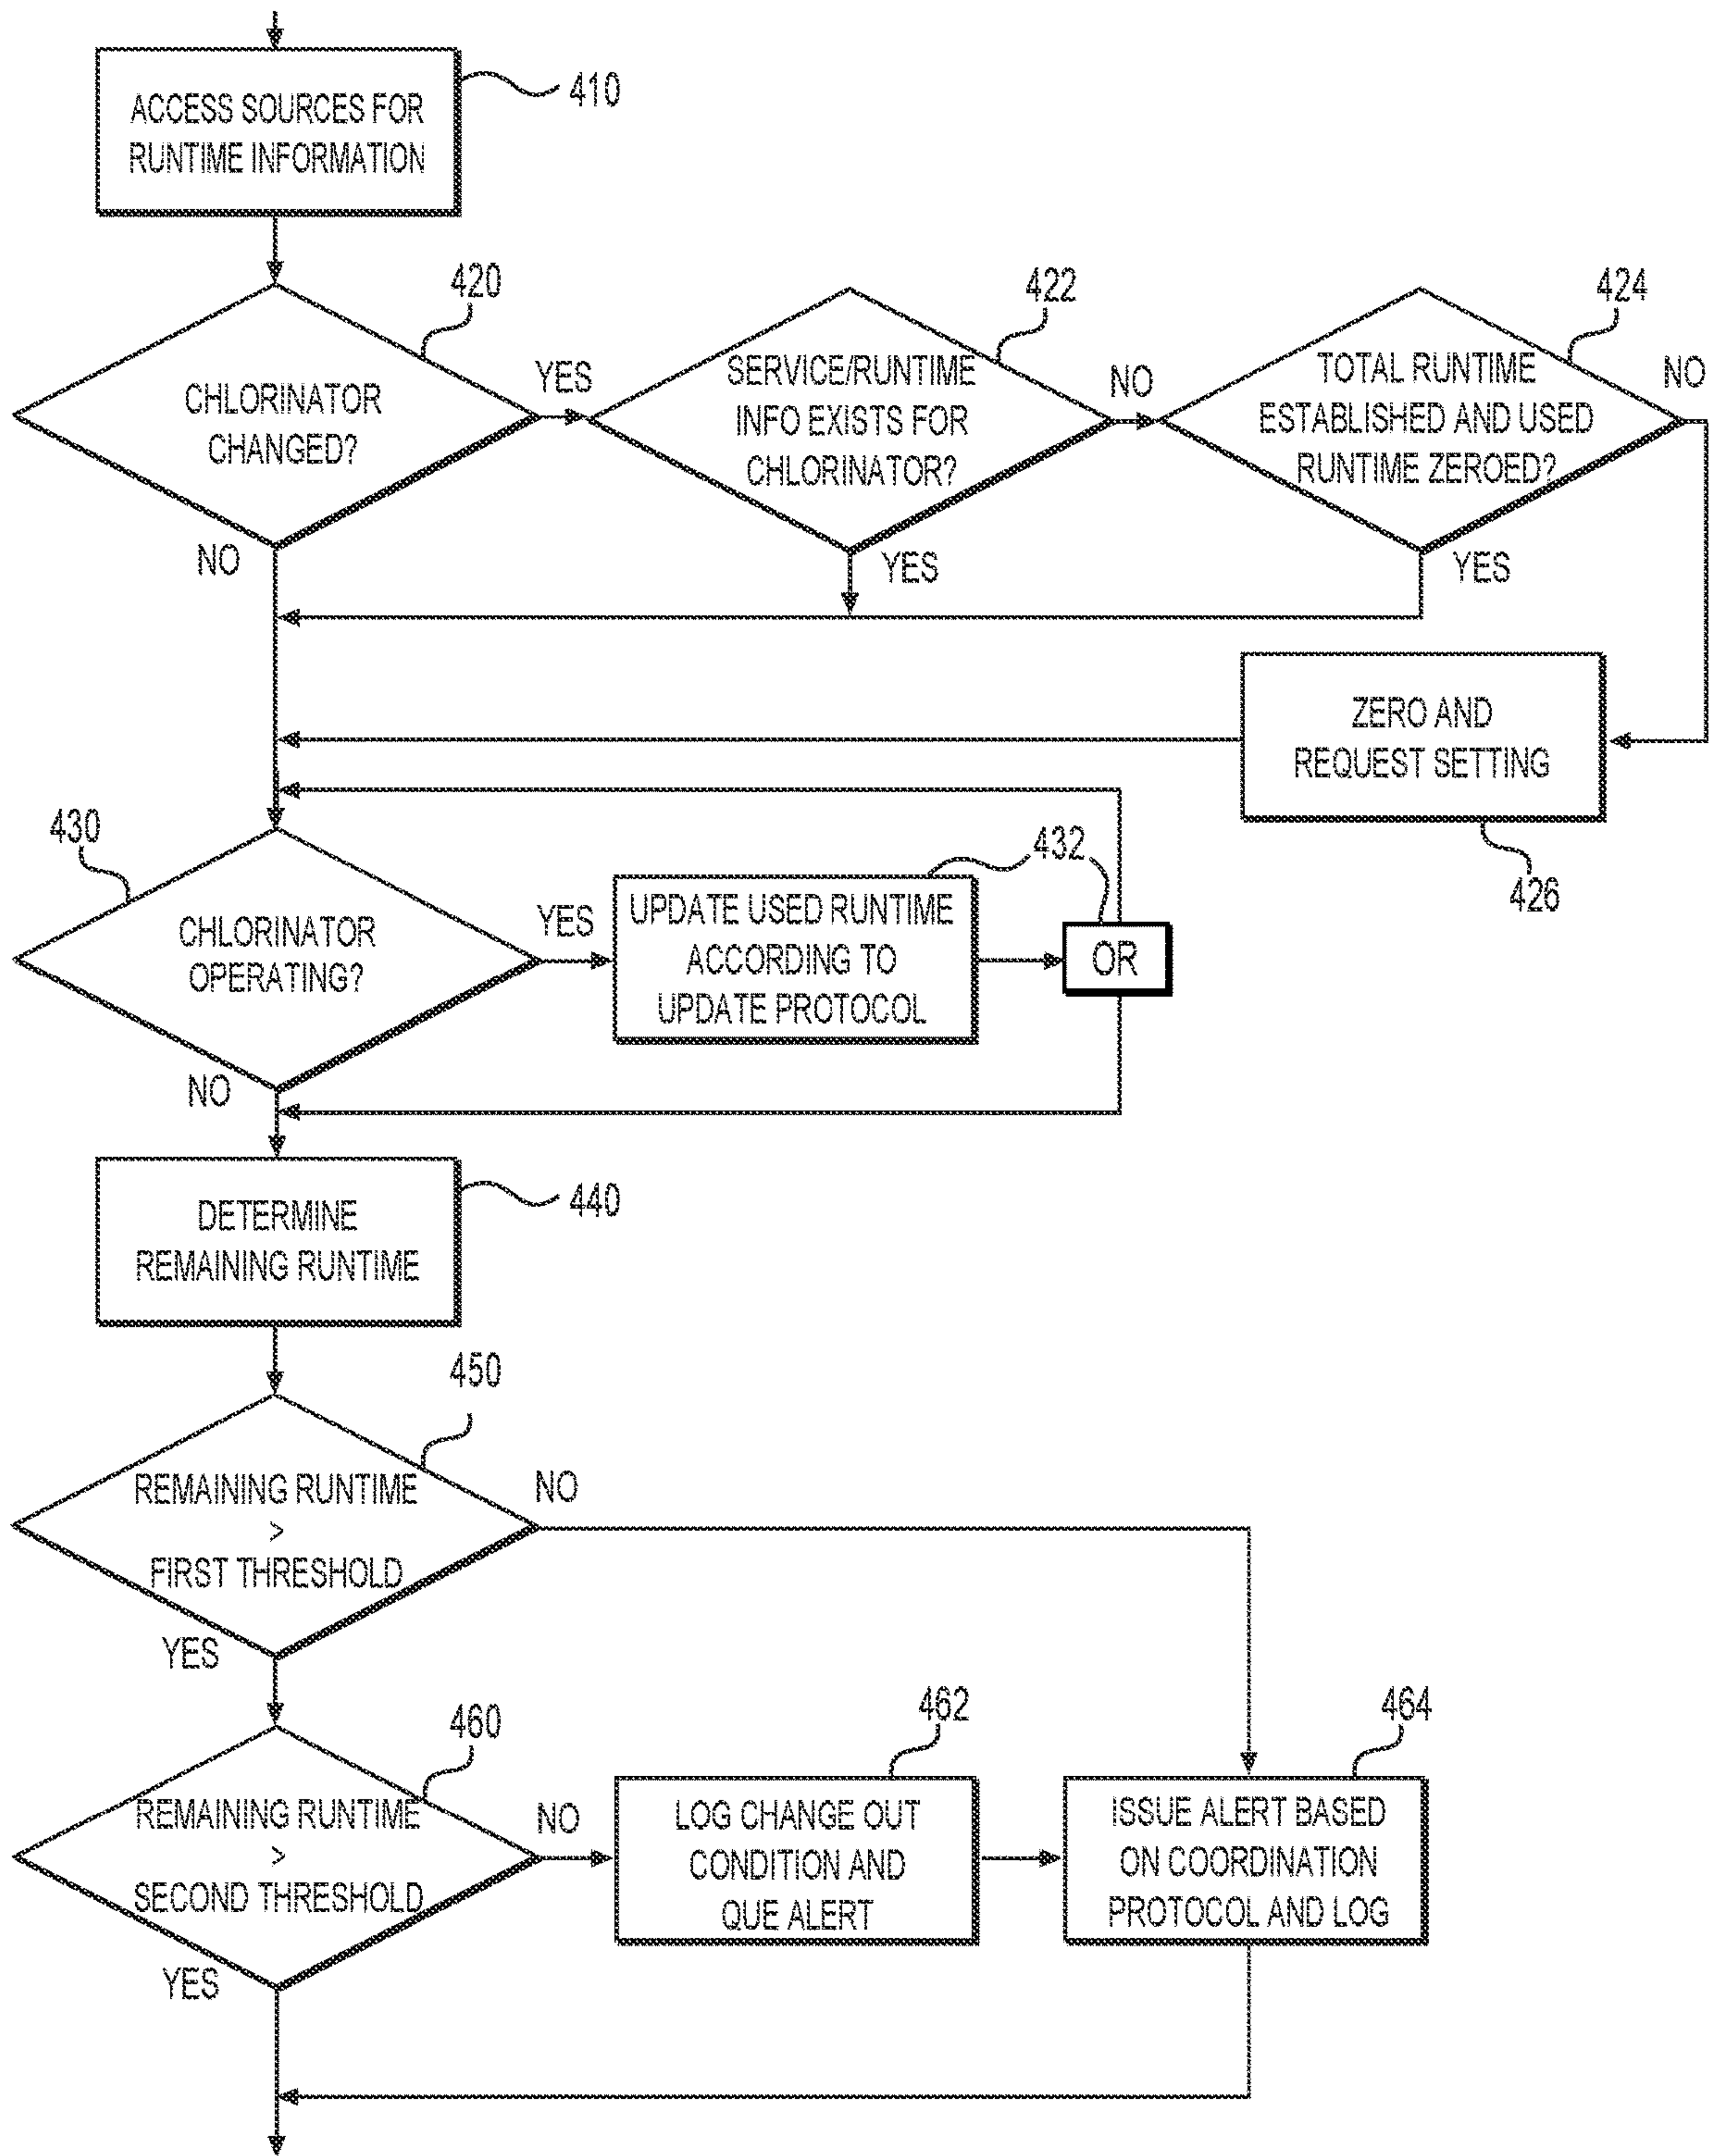 ACCESS SOURCES FOR
RUNTIME INFORMATION
410
CHLORINATOR
CHANGED?
420
YES
NO
SERVICE/RUNTIME
INFO EXISTS FOR
CHLORINATOR?
422
NO
YES
TOTAL RUNTIME
ESTABLISHED AND USED
RUNTIME ZEROED?
424
NO
YES
ZERO AND
REQUEST SETTING
426
430
CHLORINATOR
OPERATING?
YES
NO
UPDATE USED RUNTIME
ACCORDING TO
UPDATE PROTOCOL
432
OR
DETERMINE
REMAINING RUNTIME
440
450
REMAINING RUNTIME
>
FIRST THRESHOLD
NO
YES
460
REMAINING RUNTIME
>
SECOND THRESHOLD
NO
YES
462
LOG CHANGE OUT
CONDITION AND
QUE ALERT
464
ISSUE ALERT BASED
ON COORDINATION
PROTOCOL AND LOG